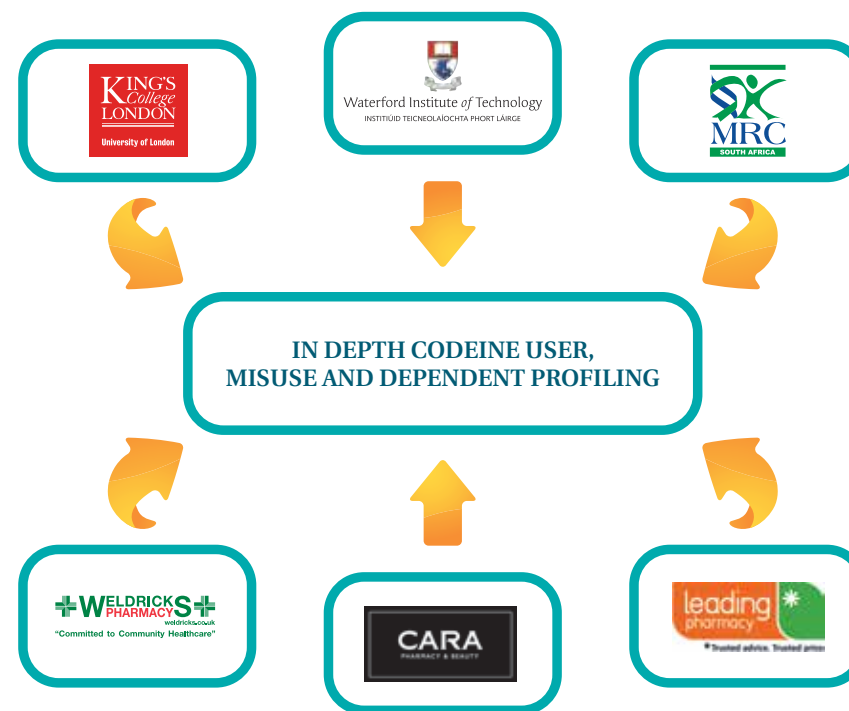 KING'S
College
LONDON
University of London
Waterford Institute of Technology
INSTITIÚID TEICNEOLAÍOCHTA PHORT LÁIRGE
MRC
SOUTH AFRICA
IN DEPTH CODEINE USER,
MISUSE AND DEPENDENT PROFILING
WELDRICKS
PHARMACY
weldricks.co.uk
"Committed to Community Healthcare"
CARA
PHARMACY & BEAUTY
leading
pharmacy
*Trusted advice. Trusted prices